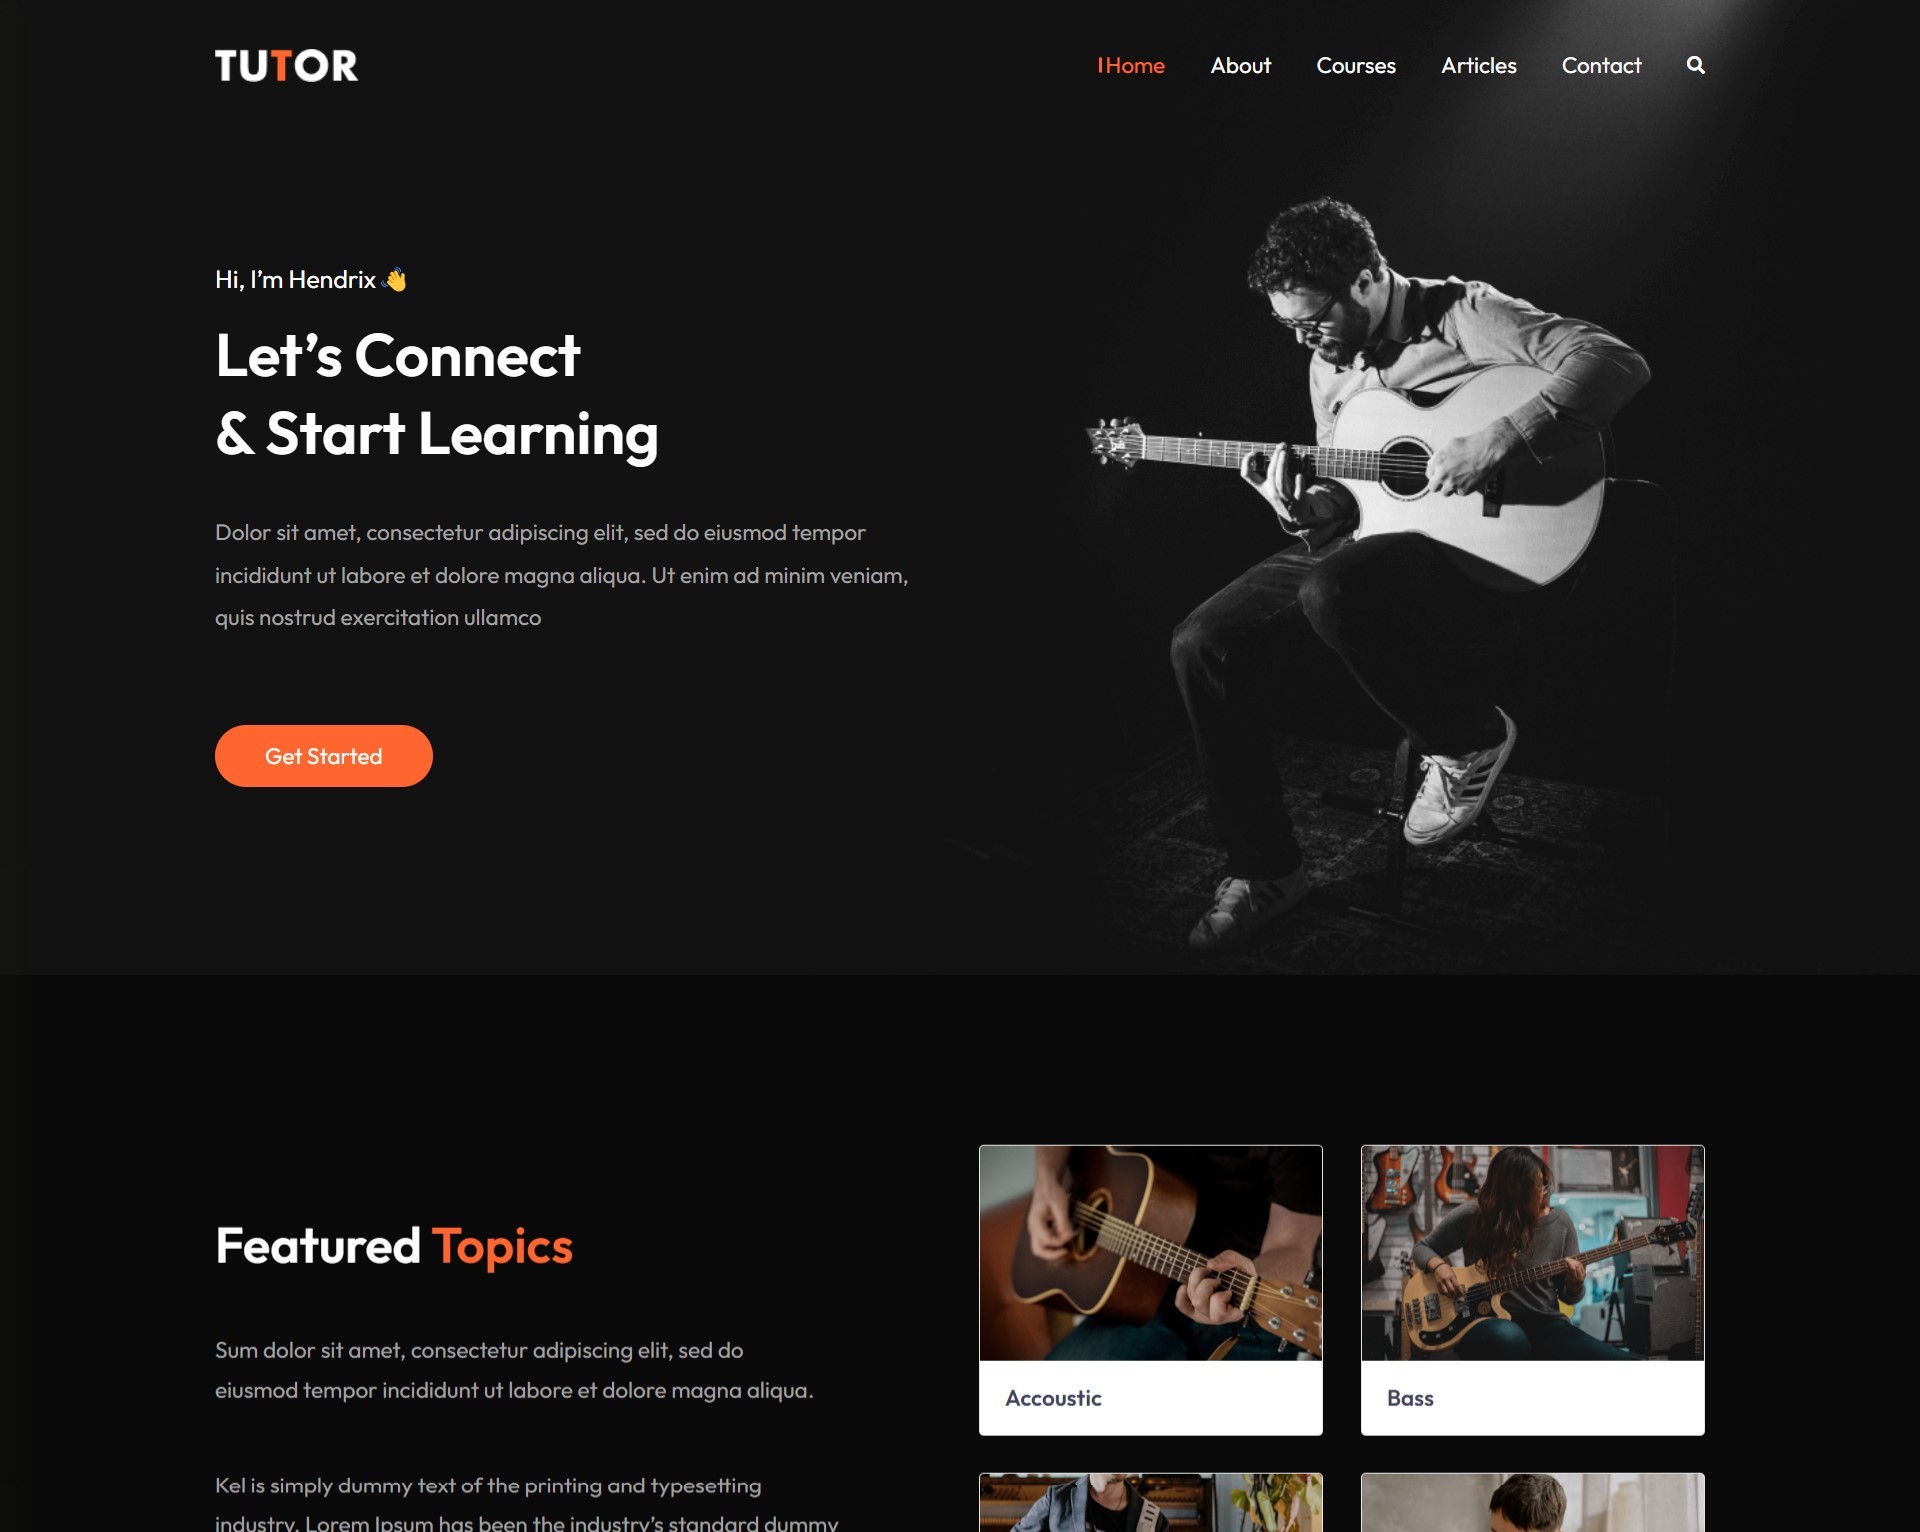 TUTOR
Home About Courses Articles Contact
Hi, I’m Hendrix 👋
Let’s Connect
& Start Learning
Dolor sit amet, consectetur adipiscing elit, sed do eiusmod tempor
incididunt ut labore et dolore magna aliqua. Ut enim ad minim veniam,
quis nostrud exercitation ullamco
Get Started
Featured Topics
Sum dolor sit amet, consectetur adipiscing elit, sed do
eiusmod tempor incididunt ut labore et dolore magna aliqua.
Kel is simply dummy text of the printing and typesetting
industry. Lorem Ipsum has been the industry’s standard dummy
Accoustic
Bass